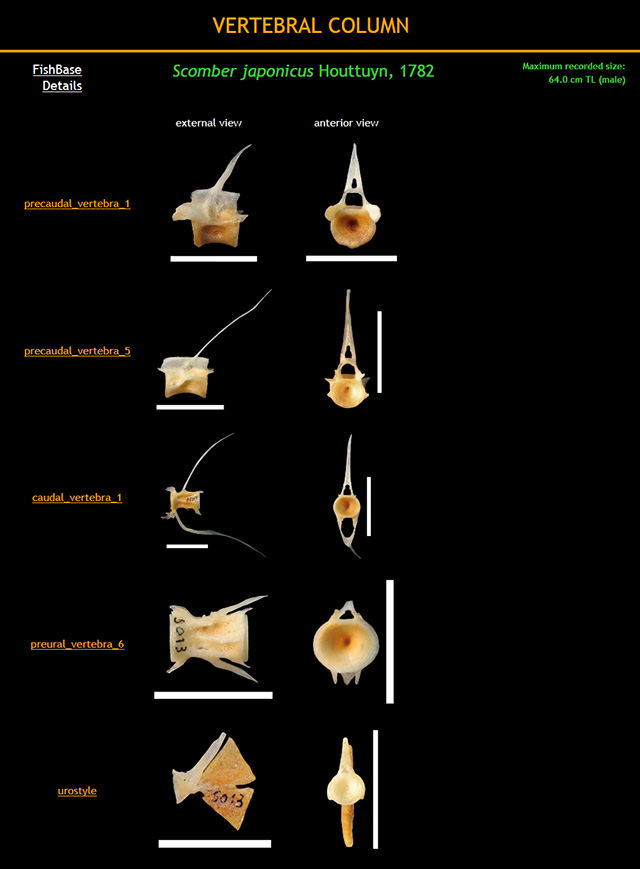 VERTEBRAL COLUMN
FishBase
Details
Scomber japonicus Houttuyn, 1782
Maximum recorded size:
64.0 cm TL (male)
external view
anterior view
precaudal_vertebra_1
precaudal_vertebra_5
caudal_vertebra_1
preural_vertebra_6
5013
urostyle
5013